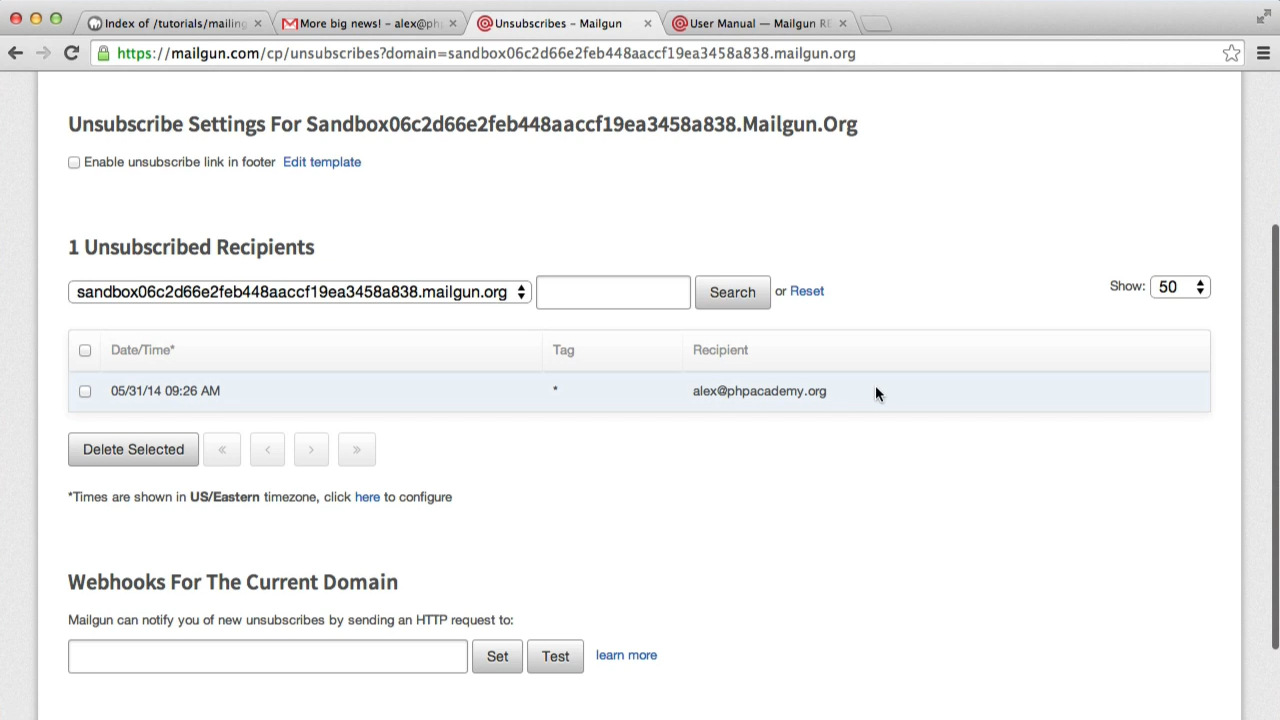 Index of /tutorials/mailing
More big news! – alex@ph
Unsubscribes – Mailgun
User Manual — Mailgun RE
https://mailgun.com/cp/unsubscribes?domain=sandbox06c2d66e2feb448aaccf19ea3458a838.mailgun.org
Unsubscribe Settings For Sandbox06c2d66e2feb448aaccf19ea3458a838.Mailgun.Org
Enable unsubscribe link in footer Edit template
1 Unsubscribed Recipients
sandbox06c2d66e2feb448aaccf19ea3458a838.mailgun.org Search or Reset Show: 50
Date/Time* Tag Recipient
05/31/14 09:26 AM * alex@phpacademy.org
Delete Selected « ‹ › »
*Times are shown in US/Eastern timezone, click here to configure
Webhooks For The Current Domain
Mailgun can notify you of new unsubscribes by sending an HTTP request to:
Set Test learn more